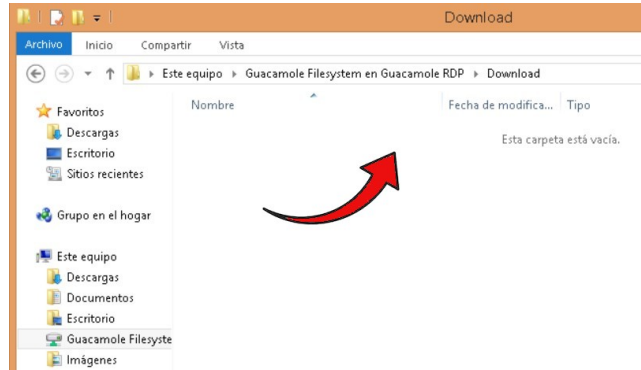 Download
Archivo Inicio Compartir Vista
Este equipo Guacamole Filesystem en Guacamole RDP Download
Nombre Fecha de modifica... Tipo
Esta carpeta está vacía.
Favoritos
Descargas
Escritorio
Sitios recientes
Grupo en el hogar
Este equipo
Descargas
Documentos
Escritorio
Guacamole Filesyste
Imágenes